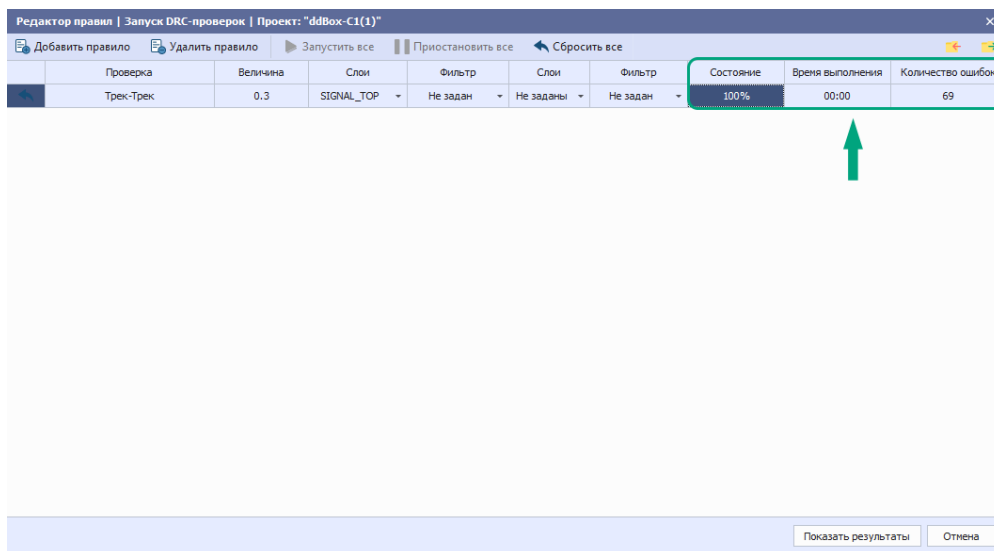 Редактор правил | Запуск DRC-проверок | Проект: "ddBox-C1(1)"
Добавить правило Удалить правило Запустить все Приостановить все Сбросить все
Проверка Величина Слои Фильтр Слои Фильтр Состояние Время выполнения Количество ошибок
Трек-Трек 0.3 SIGNAL_TOP Не задан Не заданы Не задан 100% 00:00 69
Показать результаты Отмена